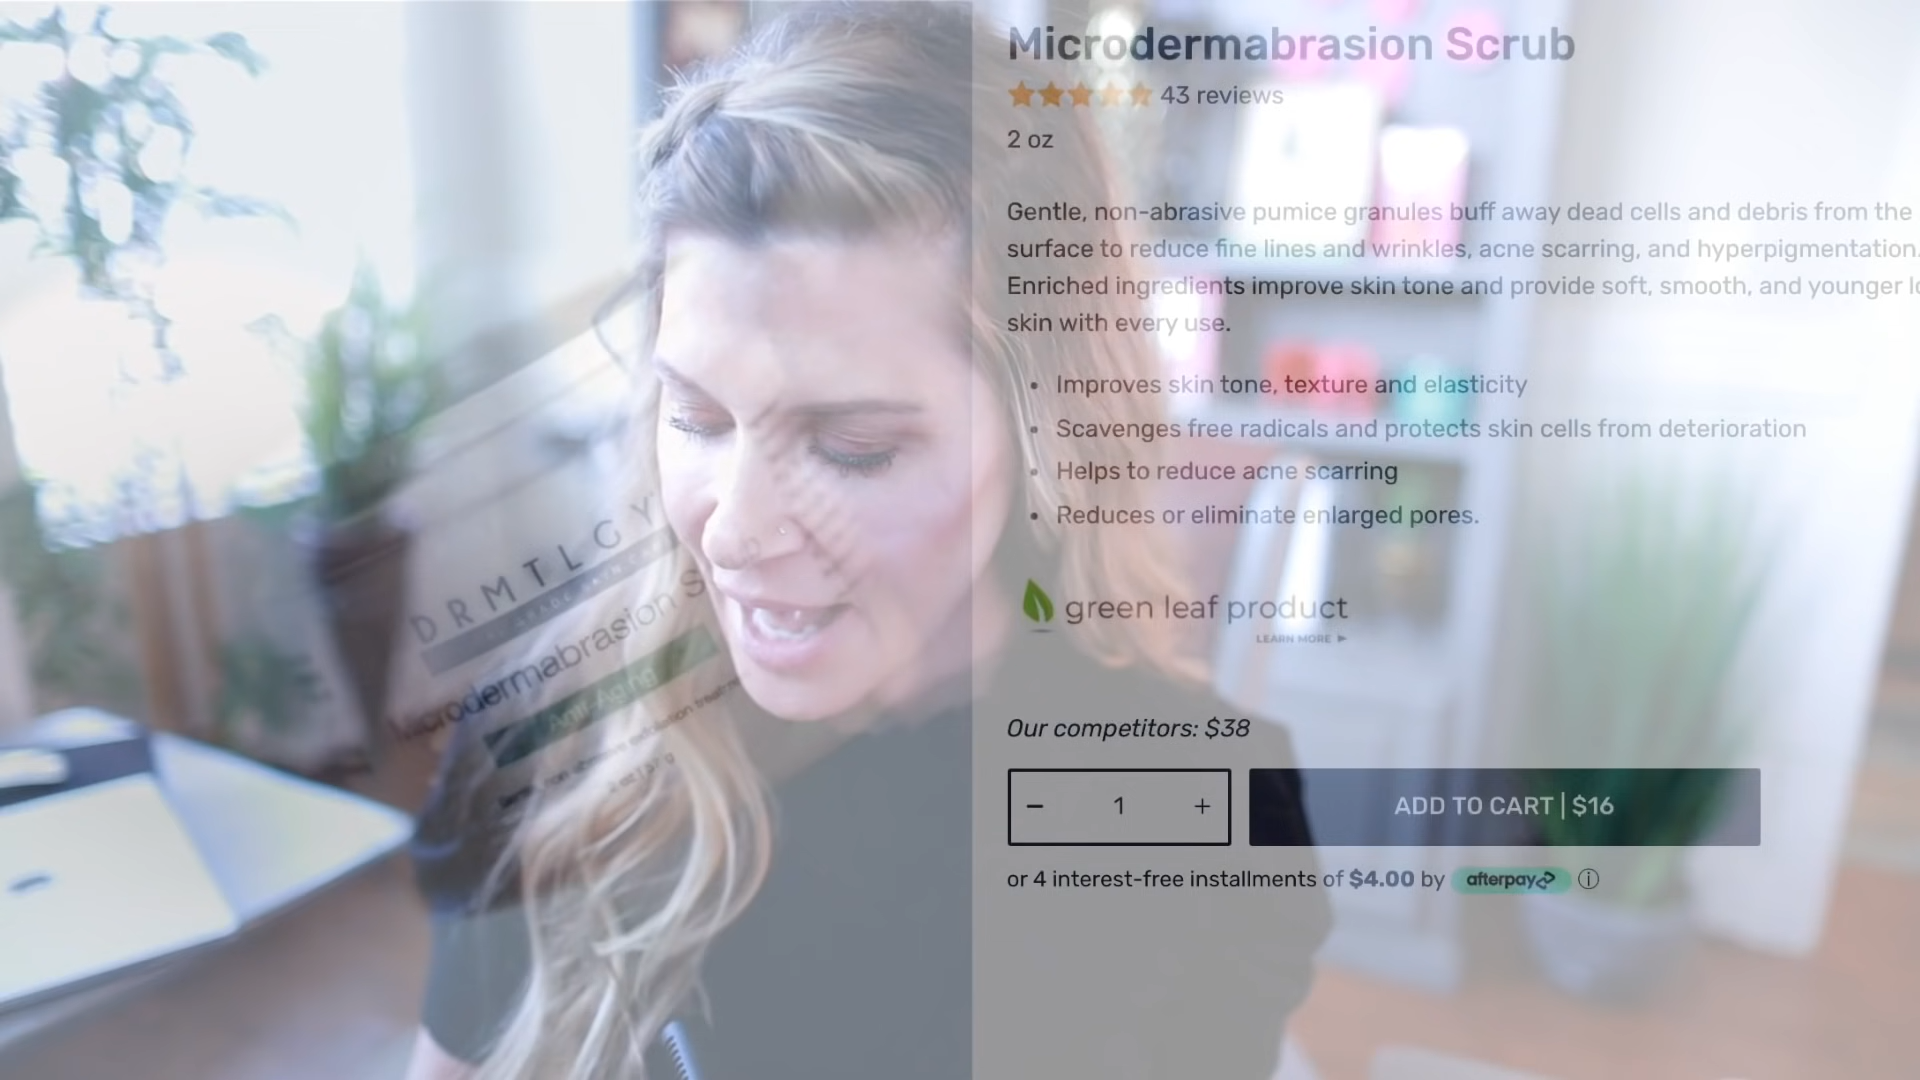 Microdermabrasion Scrub
43 reviews
2 oz
Gentle, non-abrasive pumice granules buff away dead cells and debris from the
surface to reduce fine lines and wrinkles, acne scarring, and hyperpigmentation.
Enriched ingredients improve skin tone and provide soft, smooth, and younger
skin with every use.
• Improves skin tone, texture and elasticity
• Scavenges free radicals and protects skin cells from deterioration
• Helps to reduce acne scarring
• Reduces or eliminate enlarged pores.
green leaf product
LEARN MORE ►
Our competitors: $38
− 1 + ADD TO CART | $16
or 4 interest-free installments of $4.00 by afterpay
DRMTLGY
Microdermabrasion
Anti-Aging